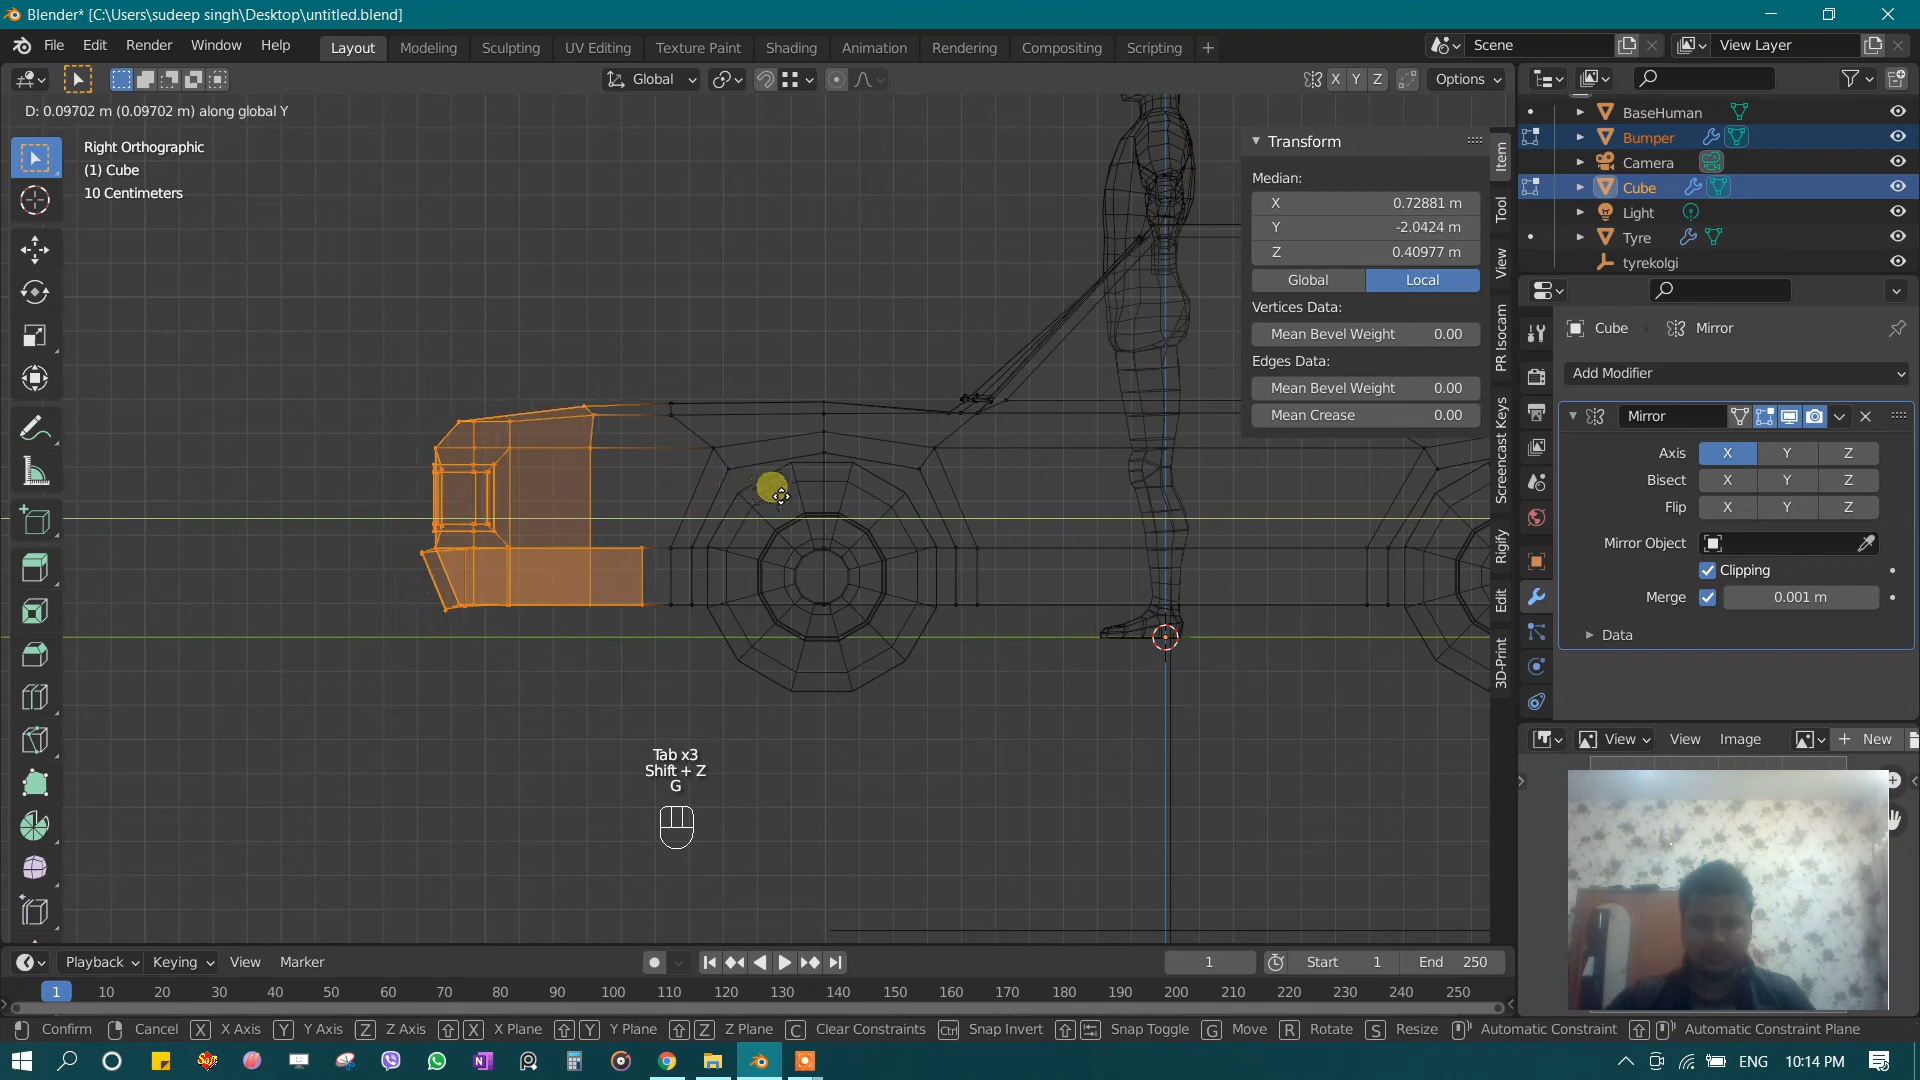 Blender* [C:\Users\sudeep singh\Desktop\untitled.blend]
File Edit Render Window Help
Layout Modeling Sculpting UV Editing Texture Paint Shading Animation Rendering Compositing Scripting +
Scene
View Layer
Global
X Y Z
Options
D: 0.09702 m (0.09702 m) along global Y
Right Orthographic
(1) Cube
10 Centimeters
Transform
Median:
X 0.72881 m
Y -2.0424 m
Z 0.40977 m
Global Local
Vertices Data:
Mean Bevel Weight 0.00
Edges Data:
Mean Bevel Weight 0.00
Mean Crease 0.00
Item
Tool
View
PR Isocam
Screencast Keys
Rigify
Edit
3D-Print
BaseHuman
Bumper
Camera
Cube
Light
Tyre
tyrekolgi
Cube Mirror
Add Modifier
Mirror
Axis X Y Z
Bisect X Y Z
Flip X Y Z
Mirror Object
Clipping
Merge 0.001 m
Data
View View Image New
Tab x3
Shift + Z
G
Playback Keying View Marker
1 Start 1 End 250
1 10 20 30 40 50 60 70 80 90 100 110 120 130 140 150 160 170 180 190 200 210 220 230 240 250
Confirm Cancel X X Axis Y Y Axis Z Z Axis X X Plane Y Y Plane Z Z Plane C Clear Constraints Ctrl Snap Invert Snap Toggle G Move R Rotate S Resize Automatic Constraint Automatic Constraint Plane
ENG 10:14 PM